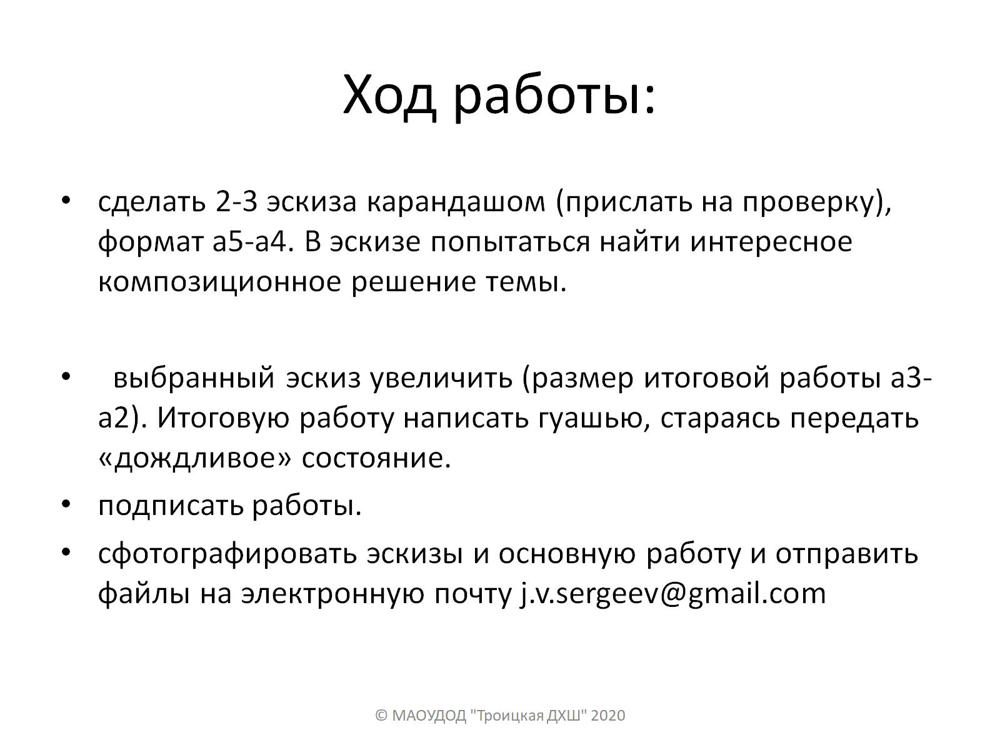 Ход работы:
• сделать 2-3 эскиза карандашом (прислать на проверку),
формат а5-а4. В эскизе попытаться найти интересное
композиционное решение темы.
• выбранный эскиз увеличить (размер итоговой работы а3-
а2). Итоговую работу написать гуашью, стараясь передать
«дождливое» состояние.
• подписать работы.
• сфотографировать эскизы и основную работу и отправить
файлы на электронную почту j.v.sergeev@gmail.com
© МАОУДОД "Троицкая ДХШ" 2020